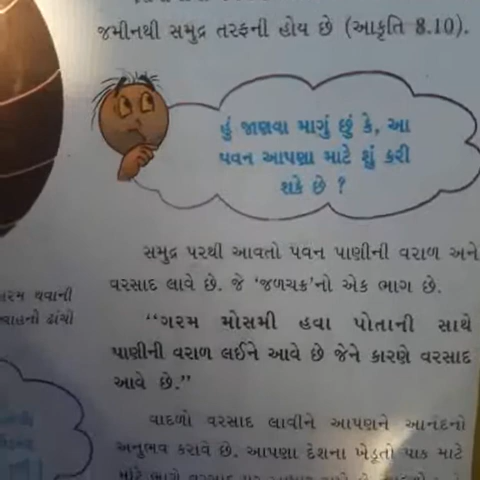 જમીનથી સમુદ્ર તરફની હોય છે (આકૃતિ 8.10).
હું જાણવા માગું છું કે, આ
પવન આપણા માટે શું કરી
શકે છે ?
સમુદ્ર પરથી આવતો પવન પાણીની વરાળ અને
વરસાદ લાવે છે. જે ‘જળચક્ર’નો એક ભાગ છે.
“ગરમ મોસમી હવા પોતાની સાથે
પાણીની વરાળ લઈને આવે છે જેને કારણે વરસાદ
આવે છે.”
વાદળો વરસાદ લાવીને આપણને આનંદનો
અનુભવ કરાવે છે. આપણા દેશના ખેડૂતો પાક માટે
થવાની
ઢાંચો